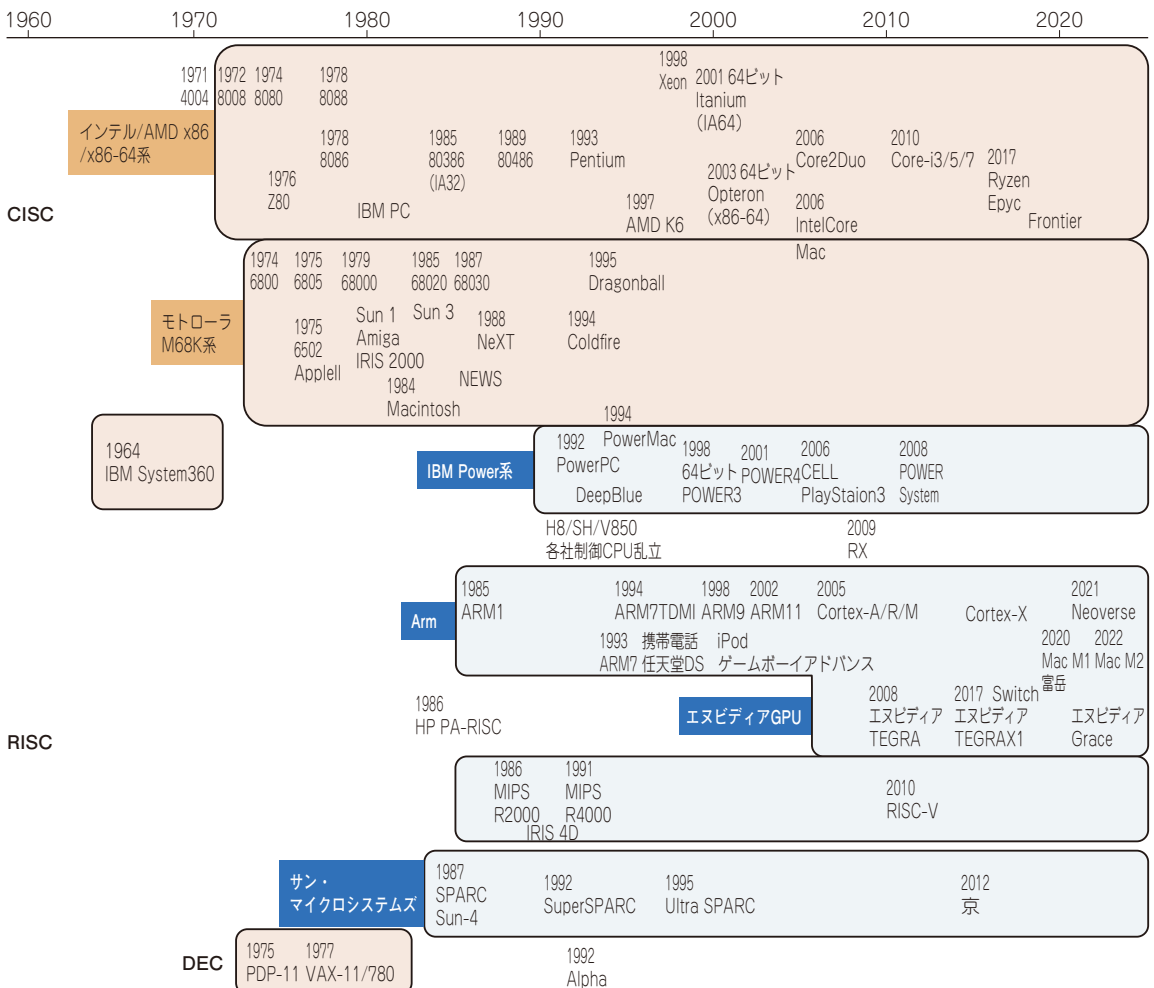 1960 1970 1980 1990 2000 2010 2020
CISC
インテル/AMD x86
/x86-64系
1971
4004
1972
8008
1974
8080
1978
8088
1998
Xeon
2001 64ビット
Itanium
(IA64)
1976
Z80
1978
8086
IBM PC
1985
80386
(IA32)
1989
80486
1993
Pentium
1997
AMD K6
2003 64ビット
Opteron
(x86-64)
2006
Core2Duo
2006
IntelCore
Mac
2010
Core-i3/5/7
2017
Ryzen
Epyc
Frontier
モトローラ
M68K系
1974
6800
1975
6805
1979
68000
1985
68020
1987
68030
1995
Dragonball
1975
6502
AppleII
Sun 1
Amiga
IRIS 2000
Sun 3
1988
NeXT
1994
Coldfire
1984
Macintosh
NEWS
1964
IBM System360
IBM Power系
1992
PowerPC
DeepBlue
1994
PowerMac
1998
64ビット
POWER3
2001
POWER4
2006
CELL
PlayStaion3
2008
POWER
System
H8/SH/V850
各社制御CPU乱立
2009
RX
RISC
Arm
1985
ARM1
1994
ARM7TDMI
1998
ARM9
2002
ARM11
2005
Cortex-A/R/M
Cortex-X
2021
Neoverse
1993
ARM7
携帯電話
任天堂DS
iPod
ゲームボーイアドバンス
2020
Mac M1
富岳
2022
Mac M2
1986
HP PA-RISC
エヌビディアGPU
2008
エヌビディア
TEGRA
2017 Switch
エヌビディア
TEGRAX1
エヌビディア
Grace
1986
MIPS
R2000
1991
MIPS
R4000
IRIS 4D
2010
RISC-V
サン・
マイクロシステムズ
1987
SPARC
Sun-4
1992
SuperSPARC
1995
Ultra SPARC
2012
京
DEC
1975
PDP-11
1977
VAX-11/780
1992
Alpha